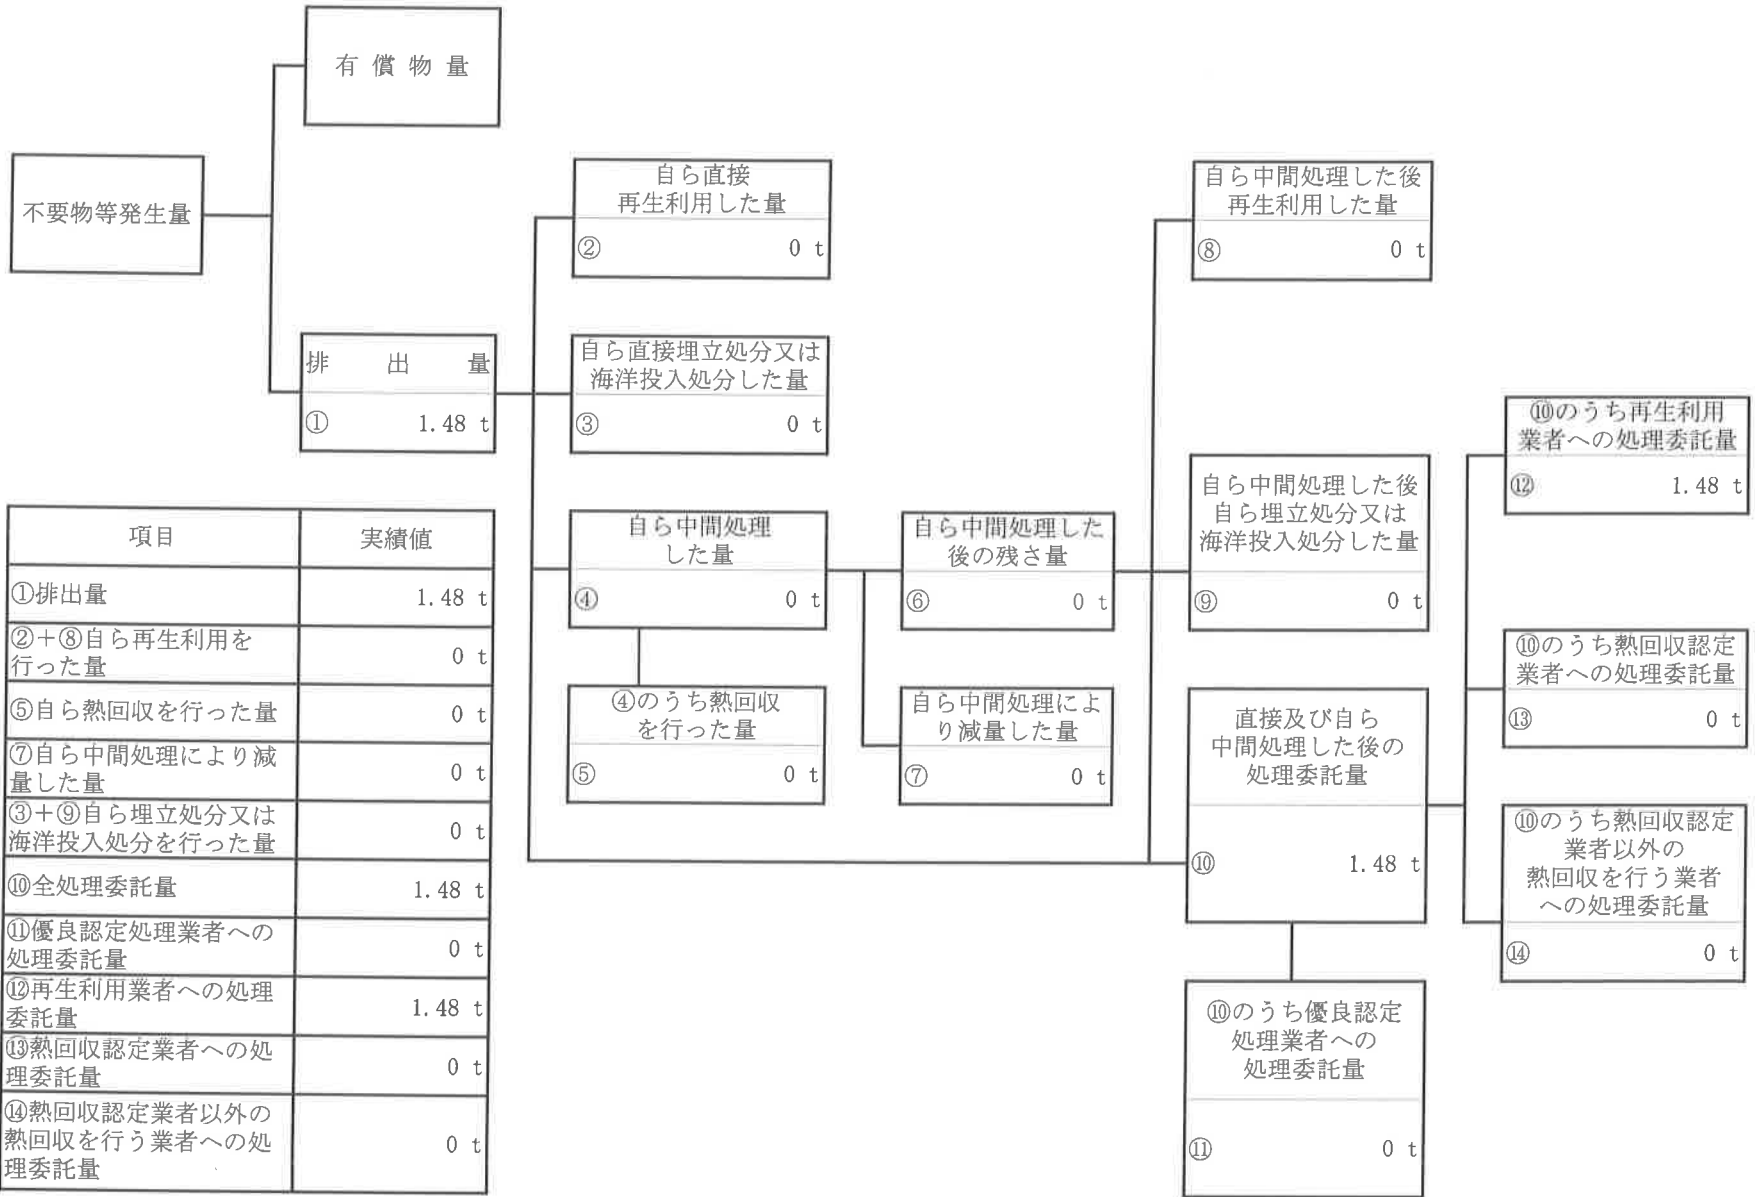 有償物量
不要物等発生量
排出量
① 1.48 t
自ら直接
再生利用した量
② 0 t
自ら直接埋立処分又は
海洋投入処分した量
③ 0 t
自ら中間処理
した量
④ 0 t
④のうち熱回収
を行った量
⑤ 0 t
自ら中間処理した
後の残さ量
⑥ 0 t
自ら中間処理によ
り減量した量
⑦ 0 t
自ら中間処理した後
再生利用した量
⑧ 0 t
自ら中間処理した後
自ら埋立処分又は
海洋投入処分した量
⑨ 0 t
直接及び自ら
中間処理した後の
処理委託量
⑩ 1.48 t
⑩のうち優良認定
処理業者への
処理委託量
⑪ 0 t
⑩のうち再生利用
業者への処理委託量
⑫ 1.48 t
⑩のうち熱回収認定
業者への処理委託量
⑬ 0 t
⑩のうち熱回収認定
業者以外の
熱回収を行う業者
への処理委託量
⑭ 0 t
項目 実績値
①排出量 1.48 t
②+⑧自ら再生利用を
行った量 0 t
⑤自ら熱回収を行った量 0 t
⑦自ら中間処理により減
量した量 0 t
③+⑨自ら埋立処分又は
海洋投入処分を行った量 0 t
⑩全処理委託量 1.48 t
⑪優良認定処理業者への
処理委託量 0 t
⑫再生利用業者への処理
委託量 1.48 t
⑬熱回収認定業者への処
理委託量 0 t
⑭熱回収認定業者以外の
熱回収を行う業者への処
理委託量 0 t